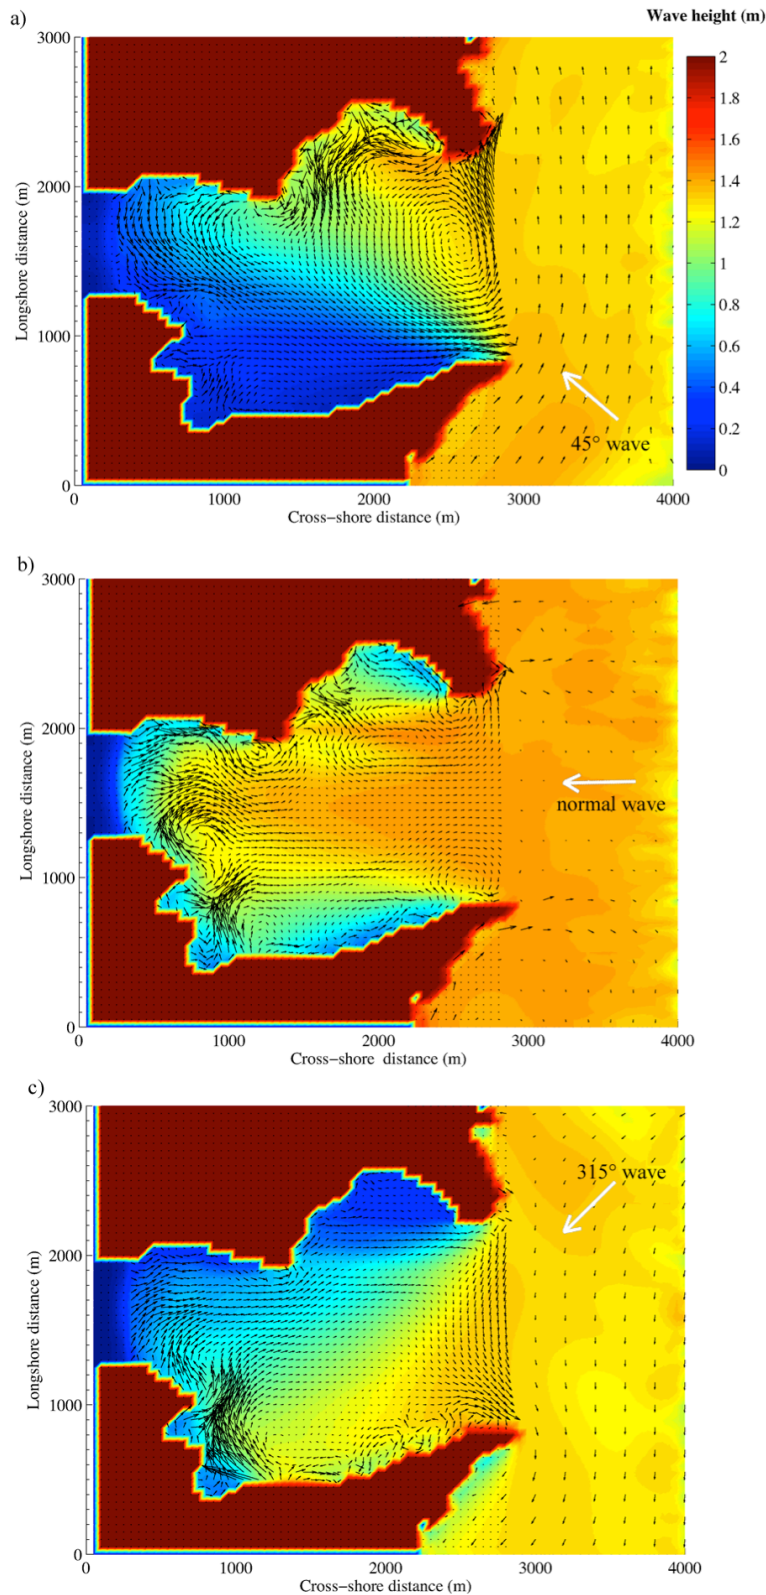 a)
Wave height (m)
3000
2000
1000
0
Longshore distance (m)
0
1000
2000
3000
4000
Cross−shore distance (m)
45° wave
2
1.8
1.6
1.4
1.2
1
0.8
0.6
0.4
0.2
0
b)
3000
2000
1000
0
Longshore distance (m)
0
1000
2000
3000
4000
Cross−shore distance (m)
normal wave
c)
3000
2000
1000
0
Longshore distance (m)
0
1000
2000
3000
4000
Cross−shore distance (m)
315° wave